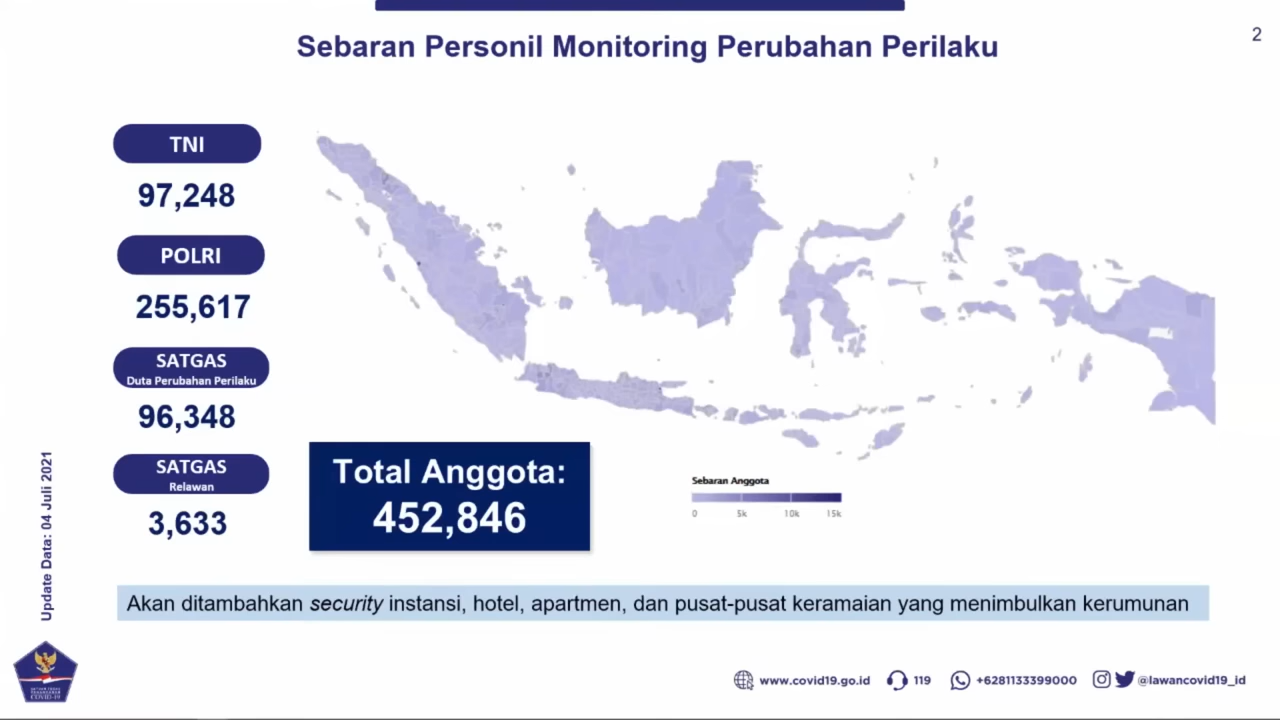 2
Sebaran Personil Monitoring Perubahan Perilaku
TNI
97,248
POLRI
255,617
SATGAS
Duta Perubahan Perilaku
96,348
SATGAS
Relawan
3,633
Total Anggota:
452,846
Sebaran Anggota
0 5k 10k 15k
Update Data: 04 Juli 2021
Akan ditambahkan security instansi, hotel, apartmen, dan pusat-pusat keramaian yang menimbulkan kerumunan
COVID-19
www.covid19.go.id 119 +6281133399000 @lawancovid19_id